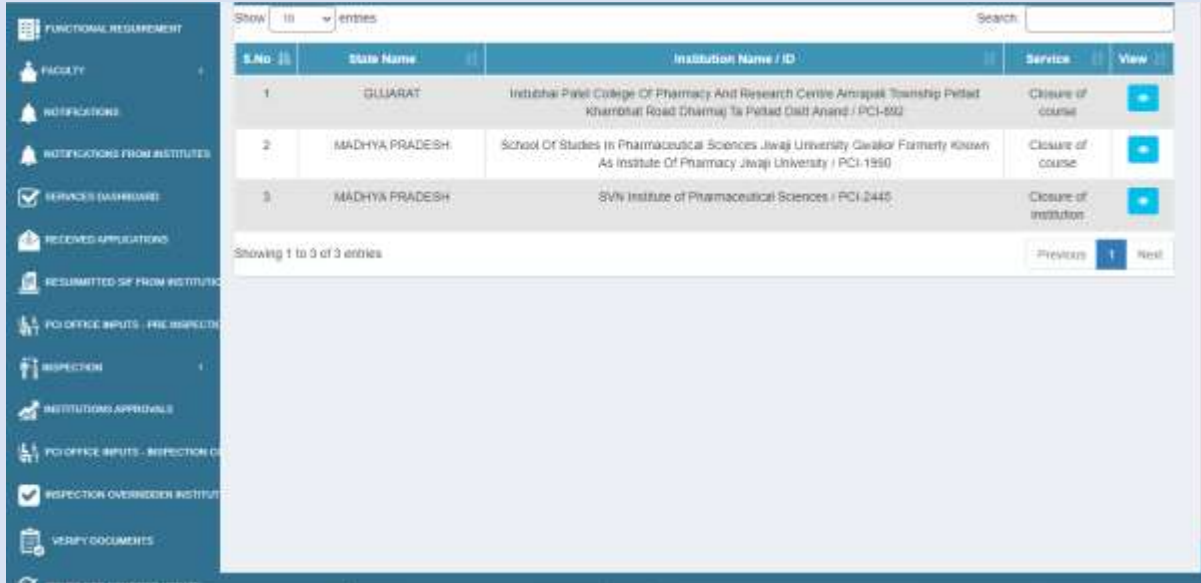 FUNCTIONAL REQUIREMENT
FACULTY
NOTIFICATIONS
NOTIFICATIONS FROM INSTITUTES
SERVICES DASHBOARD
RECEIVED APPLICATIONS
RESUBMITTED SIF FROM INSTITUTIO
PCI OFFICE INPUTS - PRE INSPECTIO
INSPECTION
INSTITUTIONS APPROVALS
PCI OFFICE INPUTS - INSPECTION CO
INSPECTION OVERRIDDEN INSTITUT
VERIFY DOCUMENTS
Show 10 entries Search:
S.No State Name Institution Name / ID Service View
1 GUJARAT Indubhai Patel College Of Pharmacy And Research Centre Amrapali Township Petlad Closure of
Khambhat Road Dharmaj Ta Petlad Distt Anand / PCI-892 course
2 MADHYA PRADESH School Of Studies In Pharmaceutical Sciences Jiwaji University Gwalior Formerly Known Closure of
As Institute Of Pharmacy Jiwaji University / PCI-1990 course
3 MADHYA PRADESH SVN Institute of Pharmaceutical Sciences / PCI-2445 Closure of
institution
Showing 1 to 3 of 3 entries Previous 1 Next